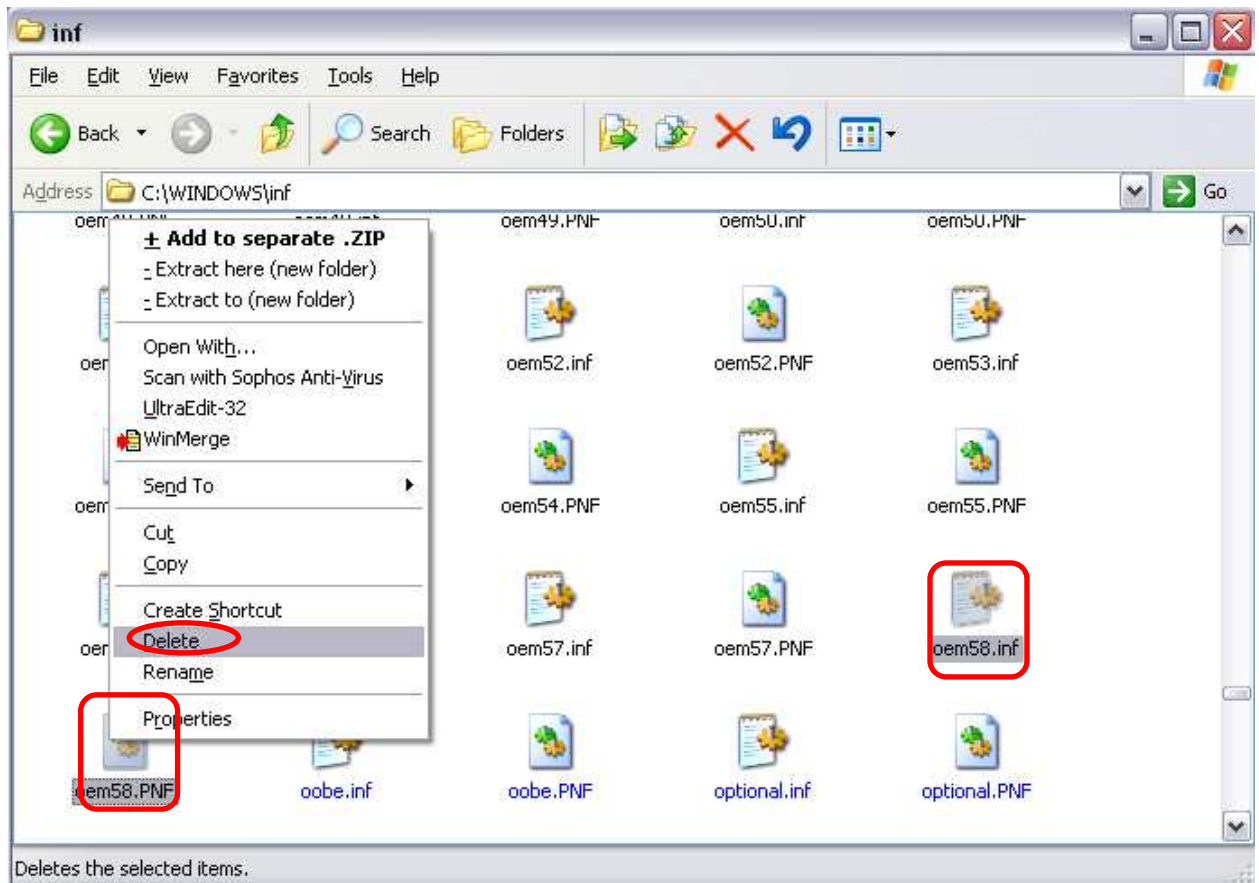 inf
File Edit View Favorites Tools Help
Back Search Folders
Address C:\WINDOWS\inf Go
oem49.PNF oem50.inf oem50.PNF
+ Add to separate .ZIP
- Extract here (new folder)
- Extract to (new folder)
Open With...
Scan with Sophos Anti-Virus
UltraEdit-32
WinMerge
Send To
Cut
Copy
Create Shortcut
Delete
Rename
Properties
oem52.inf oem52.PNF oem53.inf
oem54.PNF oem55.inf oem55.PNF
oem57.inf oem57.PNF oem58.inf
oem58.PNF oobe.inf oobe.PNF optional.inf optional.PNF
Deletes the selected items.